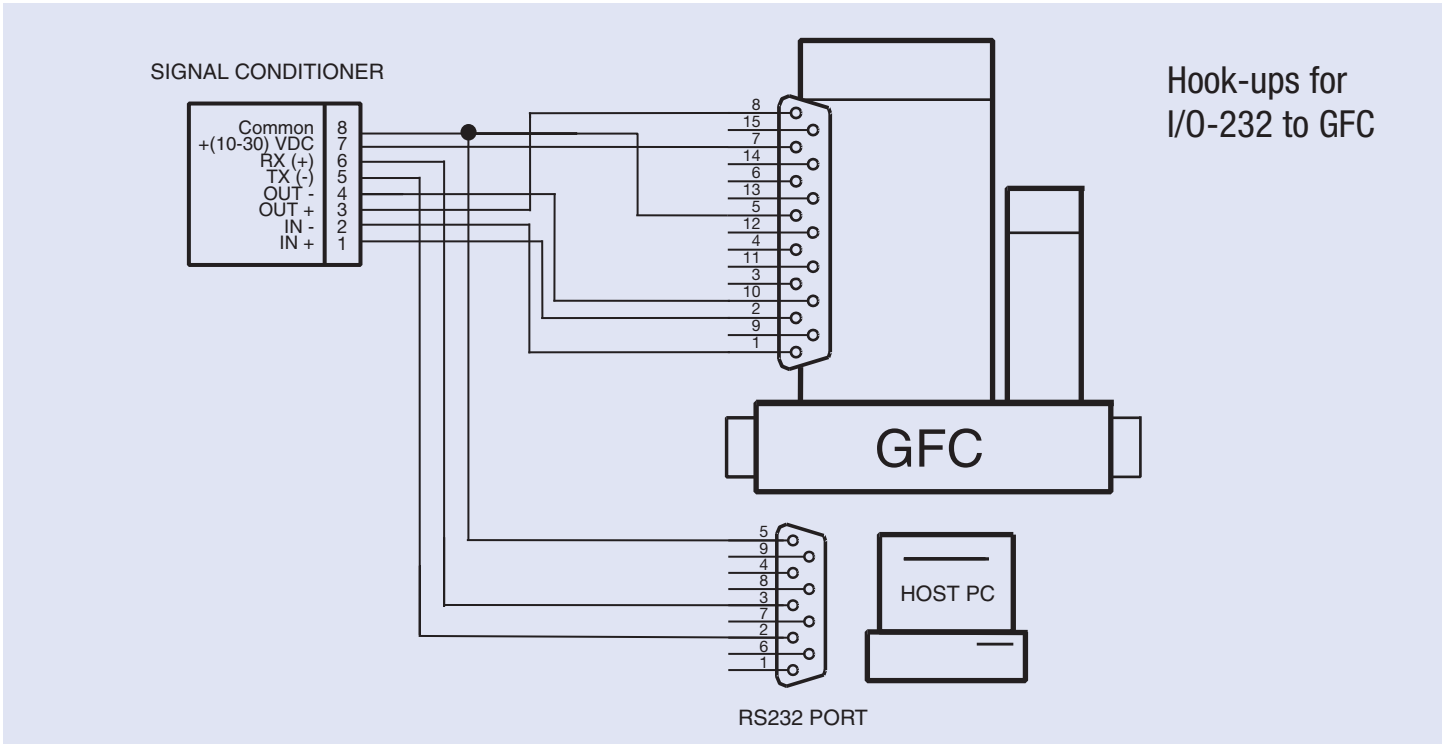 Hook-ups for
I/O-232 to GFC
SIGNAL CONDITIONER
Common 8
+(10-30) VDC 7
RX (+) 6
TX (-) 5
OUT - 4
OUT + 3
IN - 2
IN + 1
8
15
7
14
6
13
5
12
4
11
3
10
2
9
1
GFC
5
9
4
8
3
7
2
6
1
HOST PC
RS232 PORT